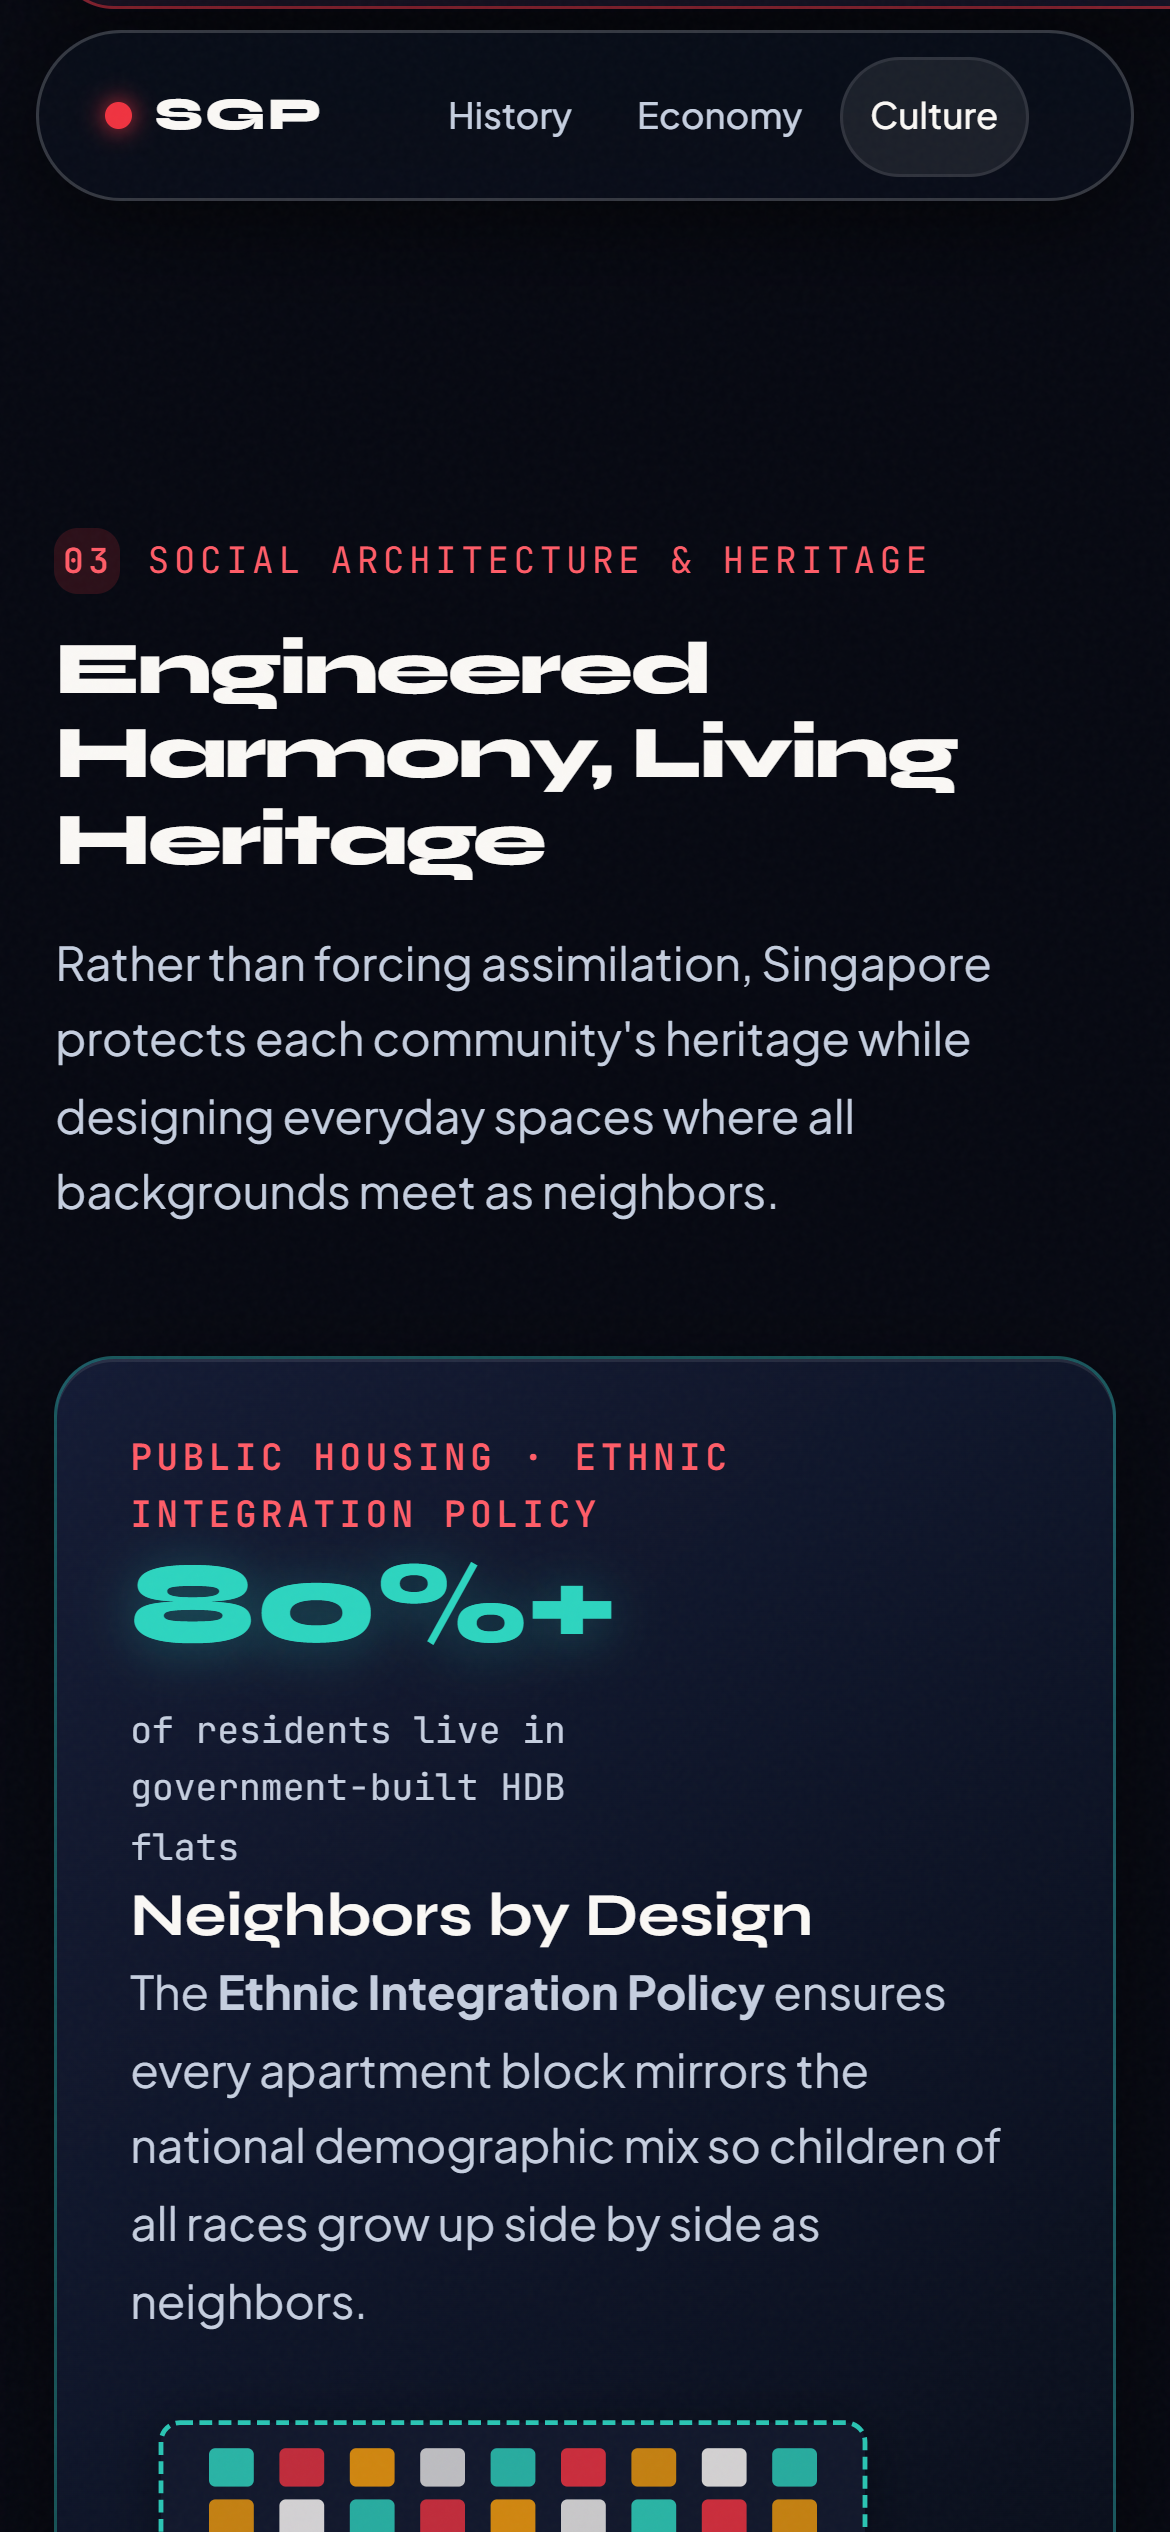 SGP
History
Economy
Culture
03 SOCIAL ARCHITECTURE & HERITAGE
Engineered
Harmony, Living
Heritage
Rather than forcing assimilation, Singapore
protects each community's heritage while
designing everyday spaces where all
backgrounds meet as neighbors.
PUBLIC HOUSING · ETHNIC
INTEGRATION POLICY
80%+
of residents live in
government-built HDB
flats
Neighbors by Design
The Ethnic Integration Policy ensures
every apartment block mirrors the
national demographic mix so children of
all races grow up side by side as
neighbors.